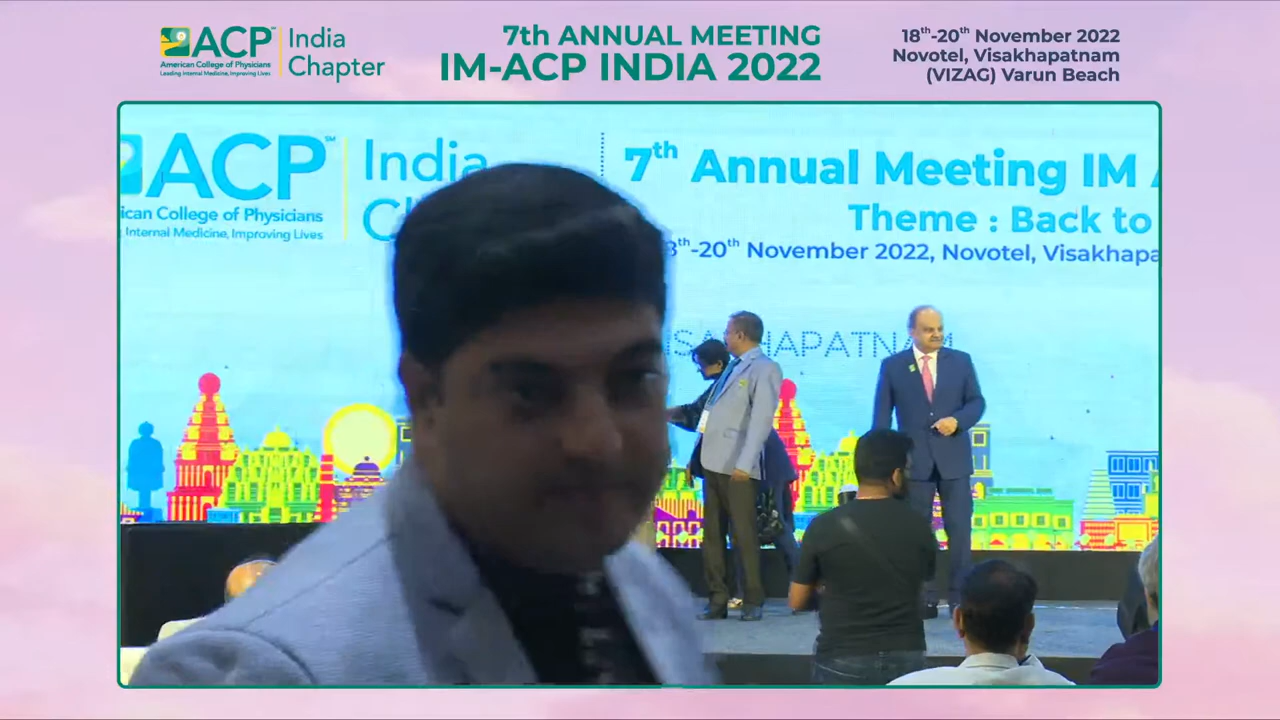 ACP
India
Chapter
American College of Physicians
Leading Internal Medicine, Improving Lives
7th ANNUAL MEETING
IM-ACP INDIA 2022
18th-20th November 2022
Novotel, Visakhapatnam
(VIZAG) Varun Beach
ACP℠
India
ican College of Physicians
Internal Medicine, Improving Lives
7th Annual Meeting IM
Theme : Back to
th-20th November 2022, Novotel, Visakhapa